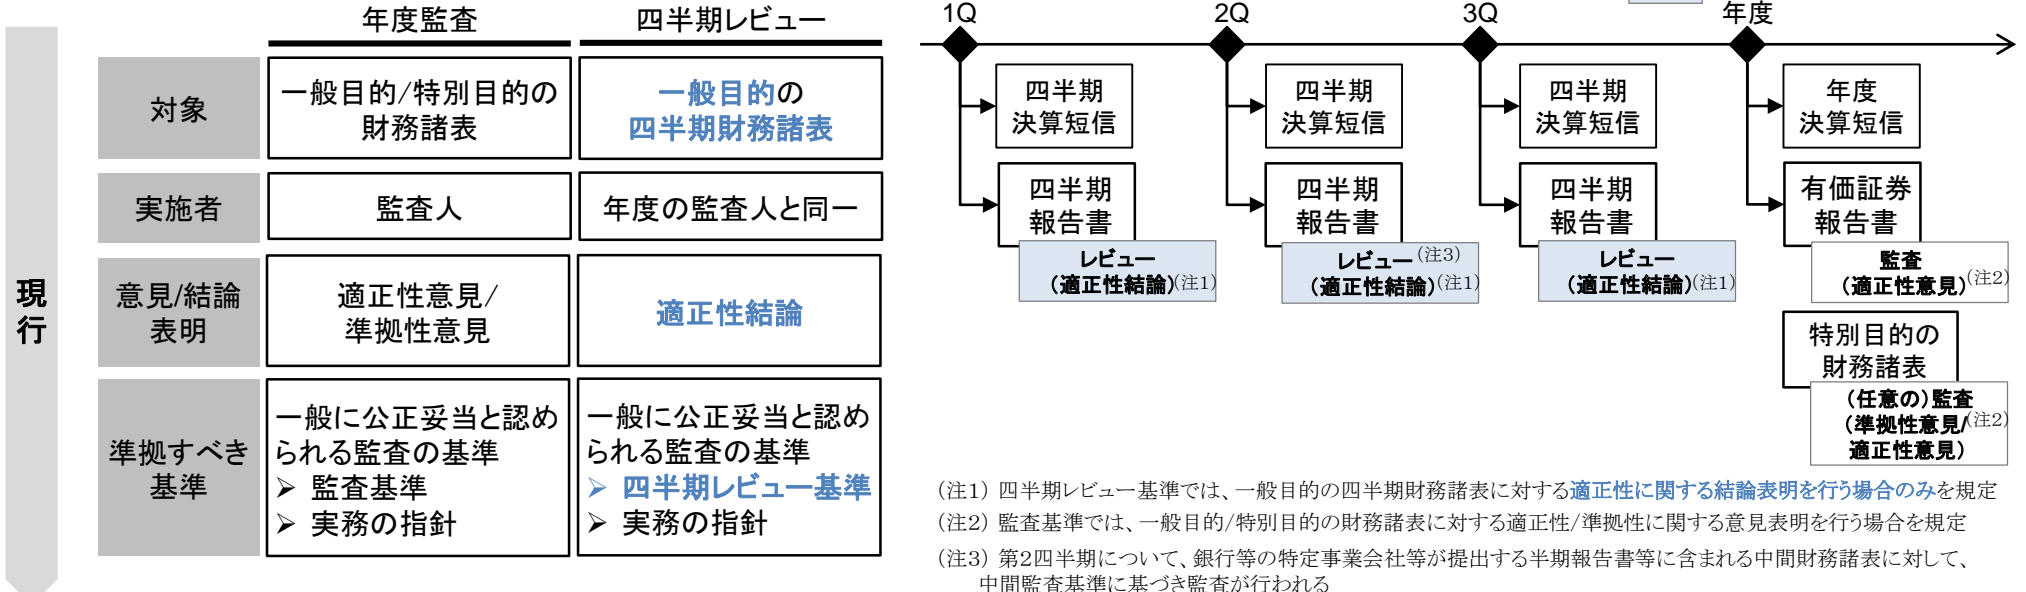 現
行
年度監査
四半期レビュー
対象
一般目的/特別目的の
財務諸表
一般目的の
四半期財務諸表
実施者
監査人
年度の監査人と同一
意見/結論
表明
適正性意見/
準拠性意見
適正性結論
準拠すべき
基準
一般に公正妥当と認め
られる監査の基準
➢ 監査基準
➢ 実務の指針
一般に公正妥当と認め
られる監査の基準
➢ 四半期レビュー基準
➢ 実務の指針
1Q
2Q
3Q
年度
四半期
決算短信
四半期
決算短信
四半期
決算短信
年度
決算短信
四半期
報告書
レビュー
(適正性結論)(注1)
四半期
報告書
レビュー(注3)
(適正性結論)(注1)
四半期
報告書
レビュー
(適正性結論)(注1)
有価証券
報告書
監査
(適正性意見)(注2)
特別目的の
財務諸表
(任意の)監査
(準拠性意見/(注2)
適正性意見)
(注1) 四半期レビュー基準では、一般目的の四半期財務諸表に対する適正性に関する結論表明を行う場合のみを規定
(注2) 監査基準では、一般目的/特別目的の財務諸表に対する適正性/準拠性に関する意見表明を行う場合を規定
(注3) 第2四半期について、銀行等の特定事業会社等が提出する半期報告書等に含まれる中間財務諸表に対して、
中間監査基準に基づき監査が行われる